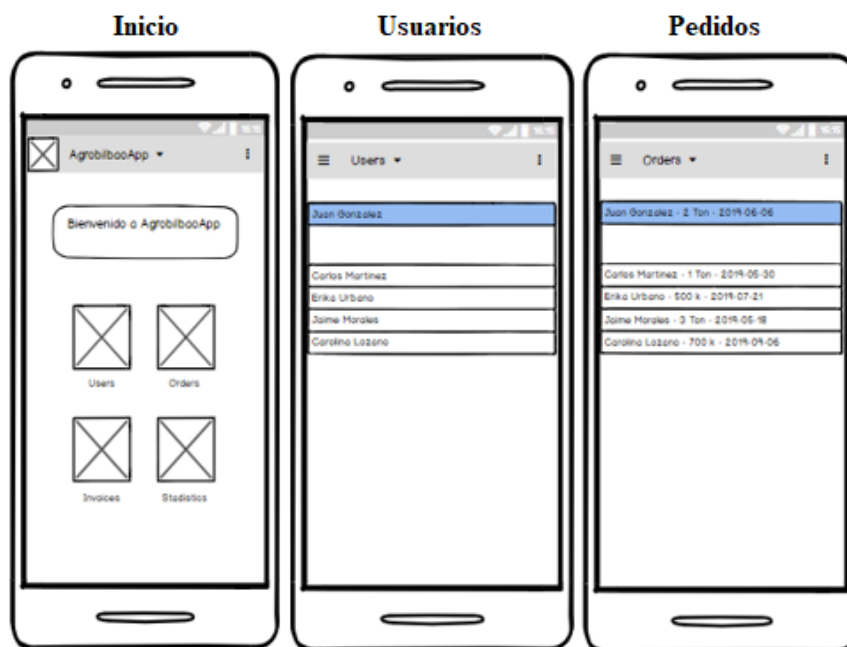 Inicio
Usuarios
Pedidos
AgrobilbaoApp
Bienvenido a AgrobilbaoApp
Users
Orders
Invoices
Stadistics
Users
Juan Gonzalez
Carlos Martinez
Erika Urbano
Jaime Morales
Carolina Lozano
Orders
Juan Gonzalez - 2 Ton - 2019-06-06
Carlos Martinez - 1 Ton - 2019-05-30
Erika Urbano - 500 k - 2019-07-21
Jaime Morales - 3 Ton - 2019-05-18
Carolina Lozano - 700 k - 2019-09-06